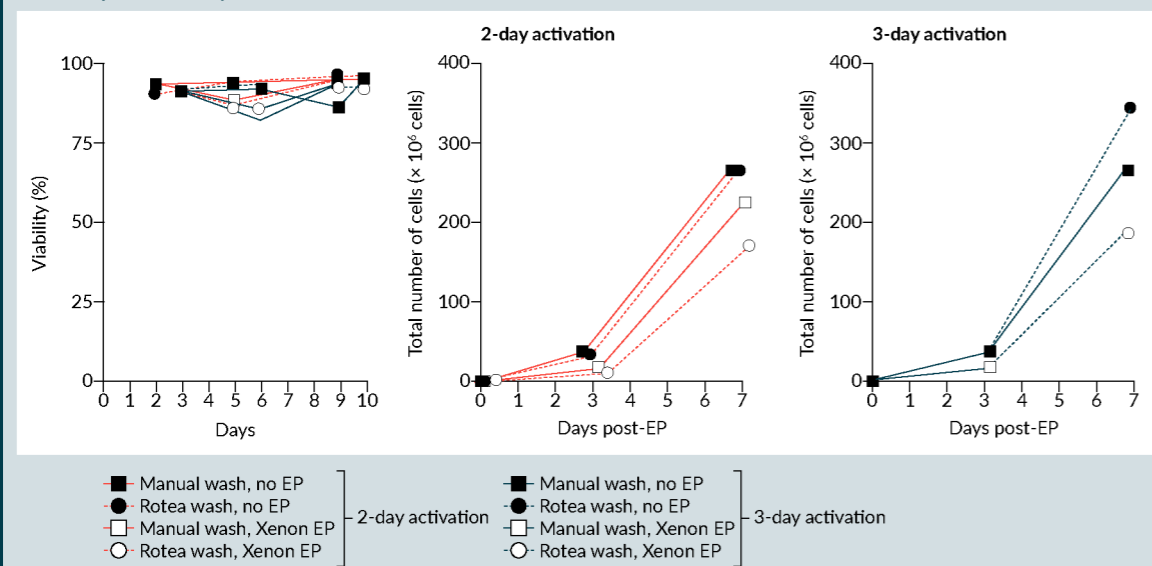 2-day activation
3-day activation
Viability (%)
100
75
50
25
0
0 1 2 3 4 5 6 7 8 9 10
Days
Total number of cells (× 10⁶ cells)
400
300
200
100
0
0 1 2 3 4 5 6 7
Days post-EP
Total number of cells (× 10⁶ cells)
400
300
200
100
0
0 1 2 3 4 5 6 7
Days post-EP
Manual wash, no EP
Rotea wash, no EP
Manual wash, Xenon EP
Rotea wash, Xenon EP
2-day activation
Manual wash, no EP
Rotea wash, no EP
Manual wash, Xenon EP
Rotea wash, Xenon EP
3-day activation